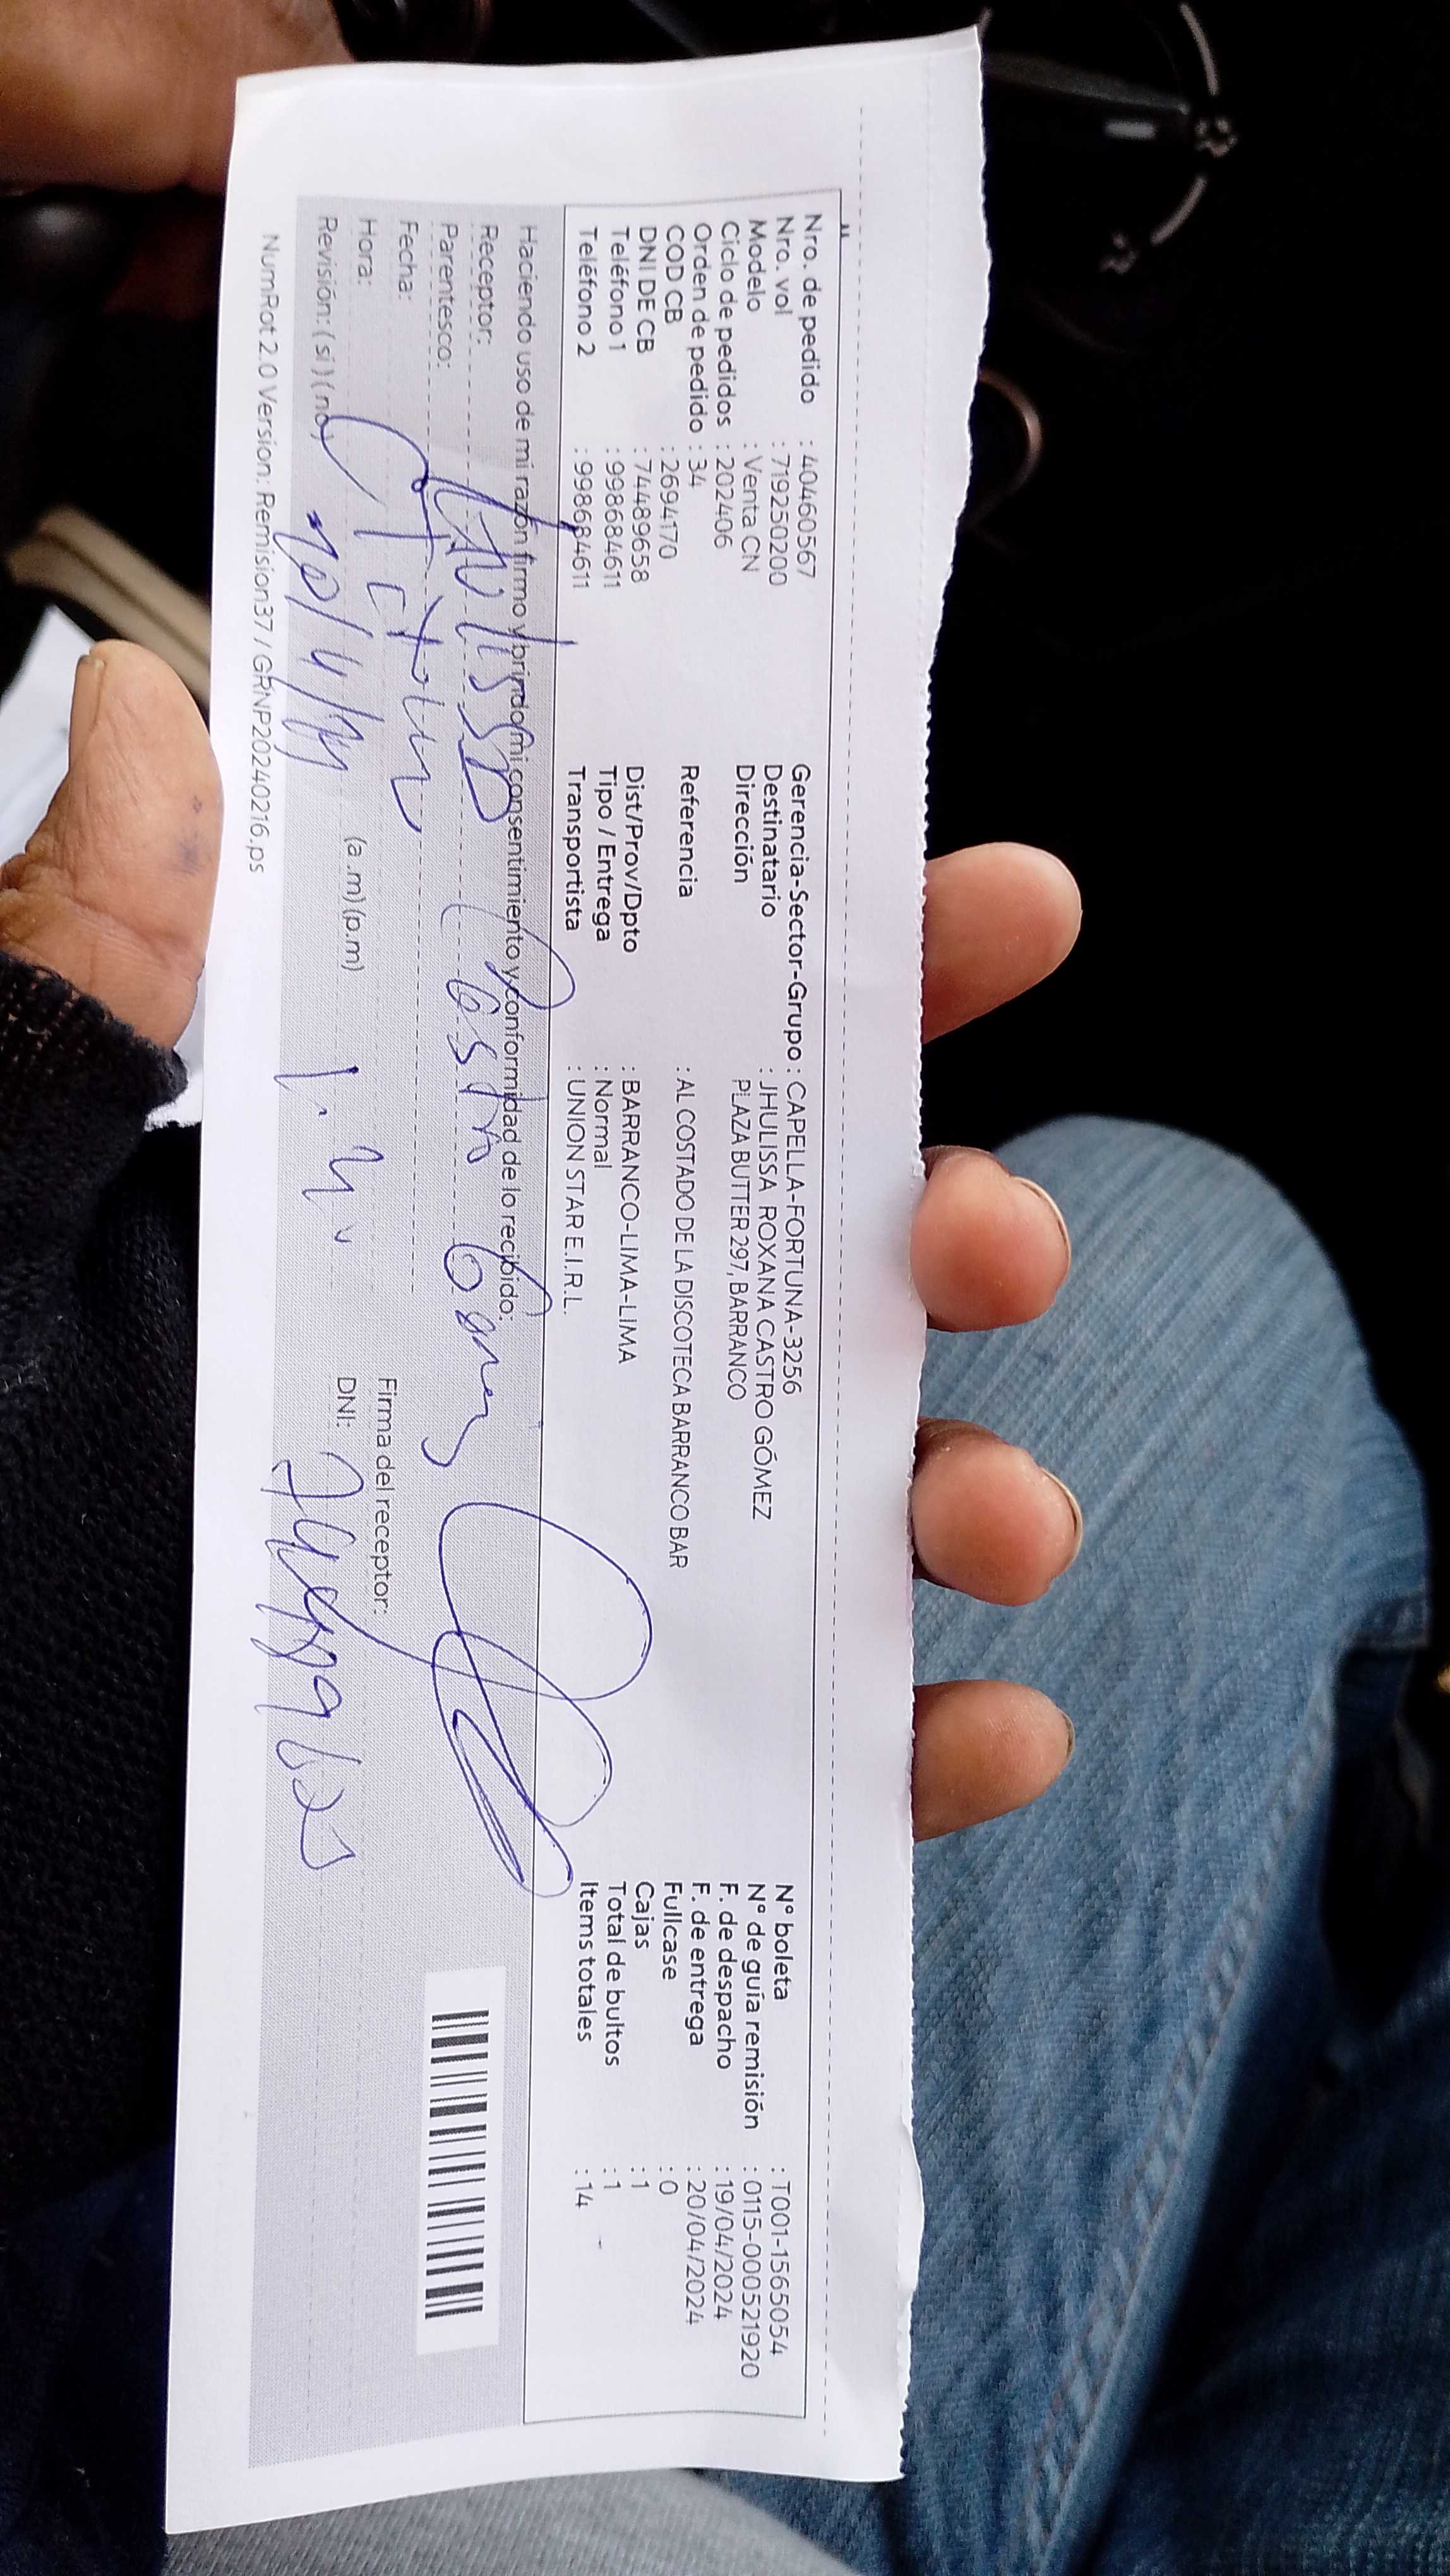 Nro. de pedido : 40460567
Nro. vol : 719250200
Modelo : Venta CN
Ciclo de pedidos : 202406
Orden de pedido : 34
COD CB : 2694170
DNI DE CB : 74489658
Teléfono 1 : 998684611
Teléfono 2 : 998684611
Gerencia-Sector-Grupo : CAPELLA-FORTUNA-3256
Destinatario : JHULISSA ROXANA CASTRO GÓMEZ
Dirección PLAZA BUTTER 297, BARRANCO
Referencia : AL COSTADO DE LA DISCOTECA BARRANCO BAR
Dist/Prov/Dpto : BARRANCO-LIMA-LIMA
Tipo / Entrega : Normal
Transportista : UNION STAR E.I.R.L.
N° boleta : T001-1565054
N° de guía remisión : 0115-000521920
F. de despacho : 19/04/2024
F. de entrega : 20/04/2024
Fullcase : 0
Cajas : 1
Total de bultos : 1
Items totales : 14
Haciendo uso de mi razón firmo y brindo mi consentimiento y conformidad de lo recibido:
Receptor: Castro
Parentesco:
Fecha:
Hora: (a.m)(p.m)
Revisión: (si) (no)
Firma del receptor:
DNI:
NumRot 2.0 Version: Remision37 / GRNP20240216.ps